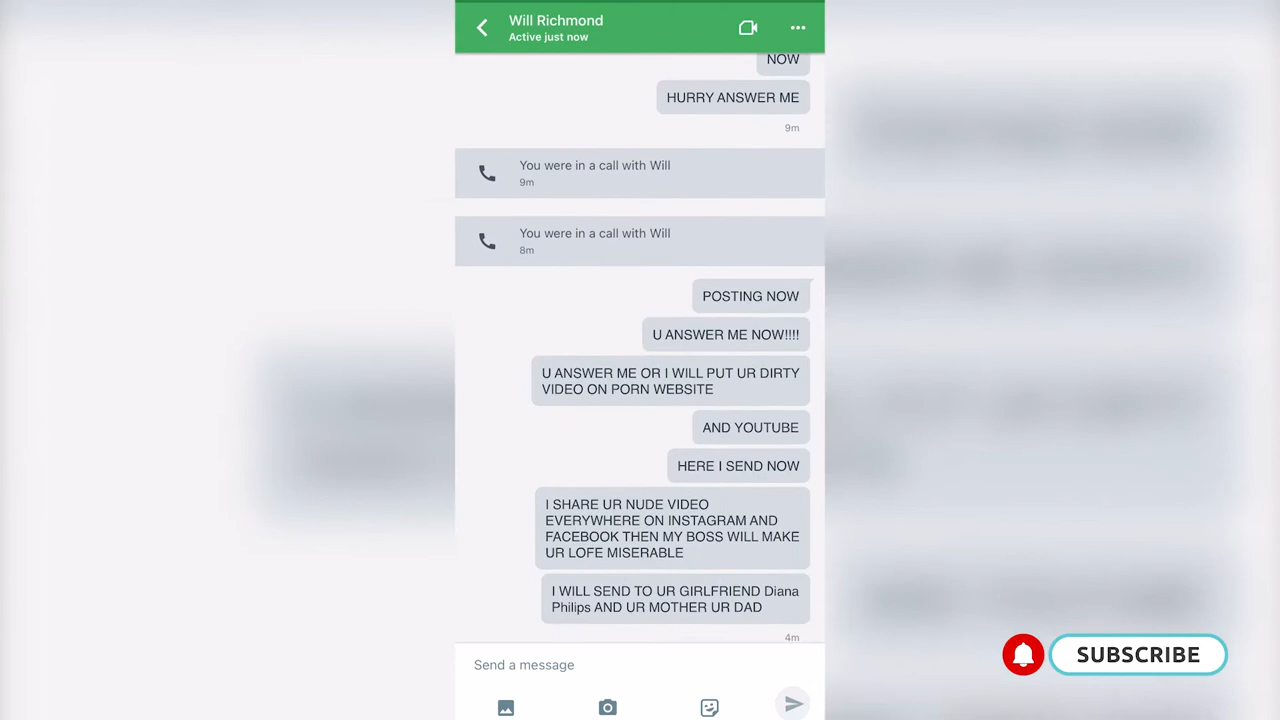 Will Richmond
Active just now
NOW
HURRY ANSWER ME
9m
You were in a call with Will
9m
You were in a call with Will
8m
POSTING NOW
U ANSWER ME NOW!!!!
U ANSWER ME OR I WILL PUT UR DIRTY
VIDEO ON PORN WEBSITE
AND YOUTUBE
HERE I SEND NOW
I SHARE UR NUDE VIDEO
EVERYWHERE ON INSTAGRAM AND
FACEBOOK THEN MY BOSS WILL MAKE
UR LOFE MISERABLE
I WILL SEND TO UR GIRLFRIEND Diana
Philips AND UR MOTHER UR DAD
4m
Send a message
SUBSCRIBE